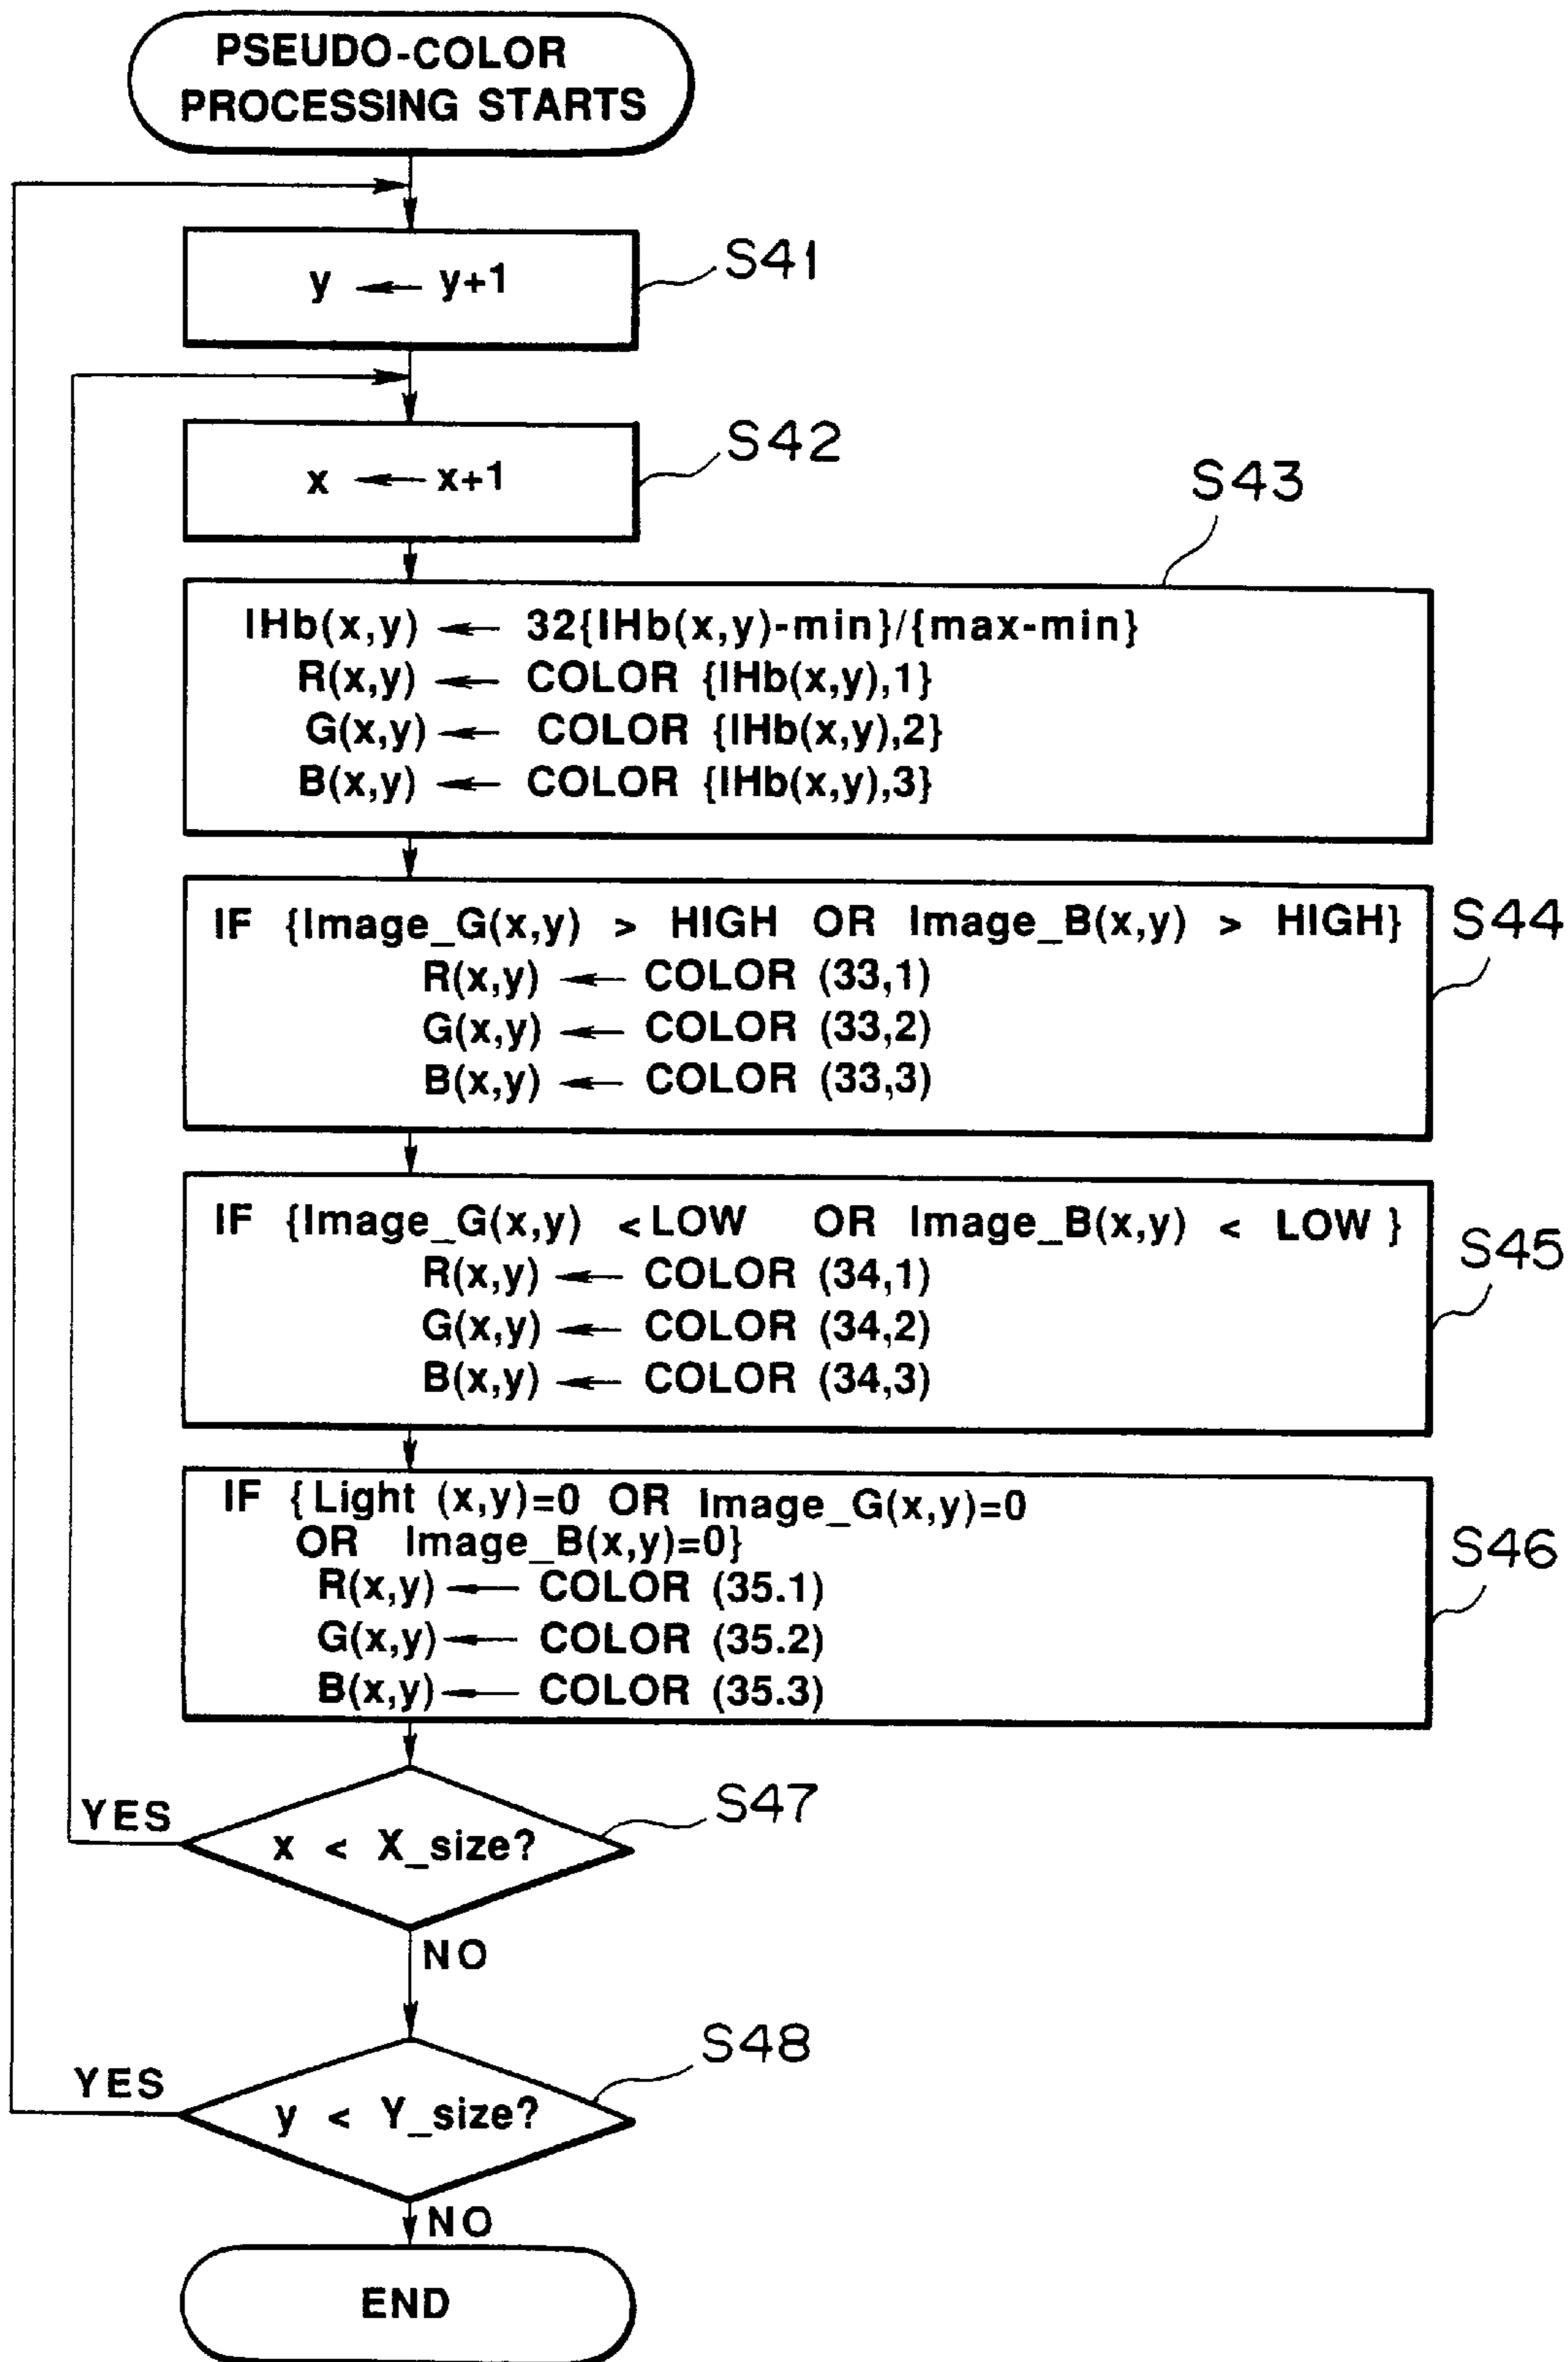 PSEUDO-COLOR
PROCESSING STARTS
y ← y+1
S41
x ← x+1
S42
S43
IHb(x,y) ← 32{IHb(x,y)-min}/{max-min}
R(x,y) ← COLOR {IHb(x,y),1}
G(x,y) ← COLOR {IHb(x,y),2}
B(x,y) ← COLOR {IHb(x,y),3}
IF {Image_G(x,y) > HIGH OR Image_B(x,y) > HIGH}
R(x,y) ← COLOR (33,1)
G(x,y) ← COLOR (33,2)
B(x,y) ← COLOR (33,3)
S44
IF {Image_G(x,y) < LOW OR Image_B(x,y) < LOW }
R(x,y) ← COLOR (34,1)
G(x,y) ← COLOR (34,2)
B(x,y) ← COLOR (34,3)
S45
IF {Light (x,y)=0 OR Image_G(x,y)=0
OR Image_B(x,y)=0}
R(x,y) ← COLOR (35.1)
G(x,y) ← COLOR (35.2)
B(x,y) ← COLOR (35.3)
S46
YES
x < X_size?
S47
NO
YES
y < Y_size?
S48
NO
END